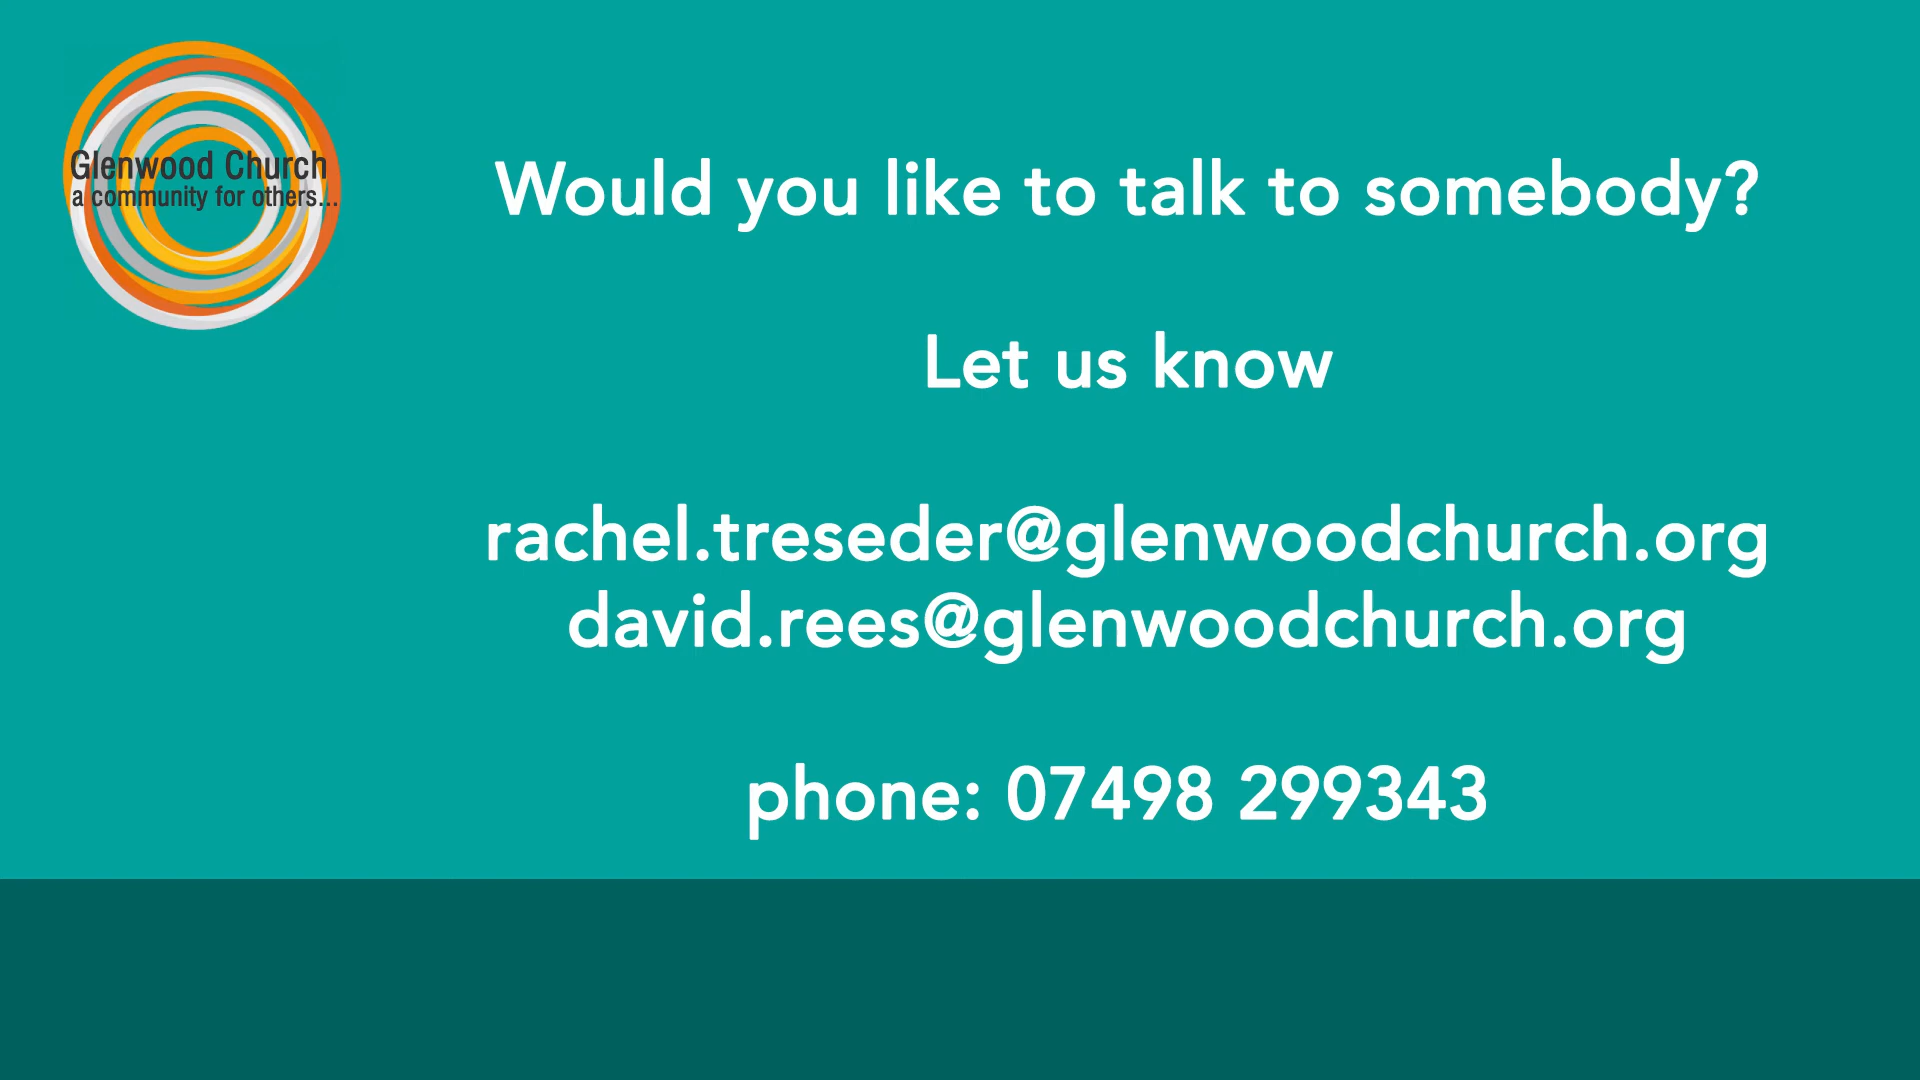 Glenwood Church
a community for others...
Would you like to talk to somebody?
Let us know
rachel.treseder@glenwoodchurch.org
david.rees@glenwoodchurch.org
phone: 07498 299343